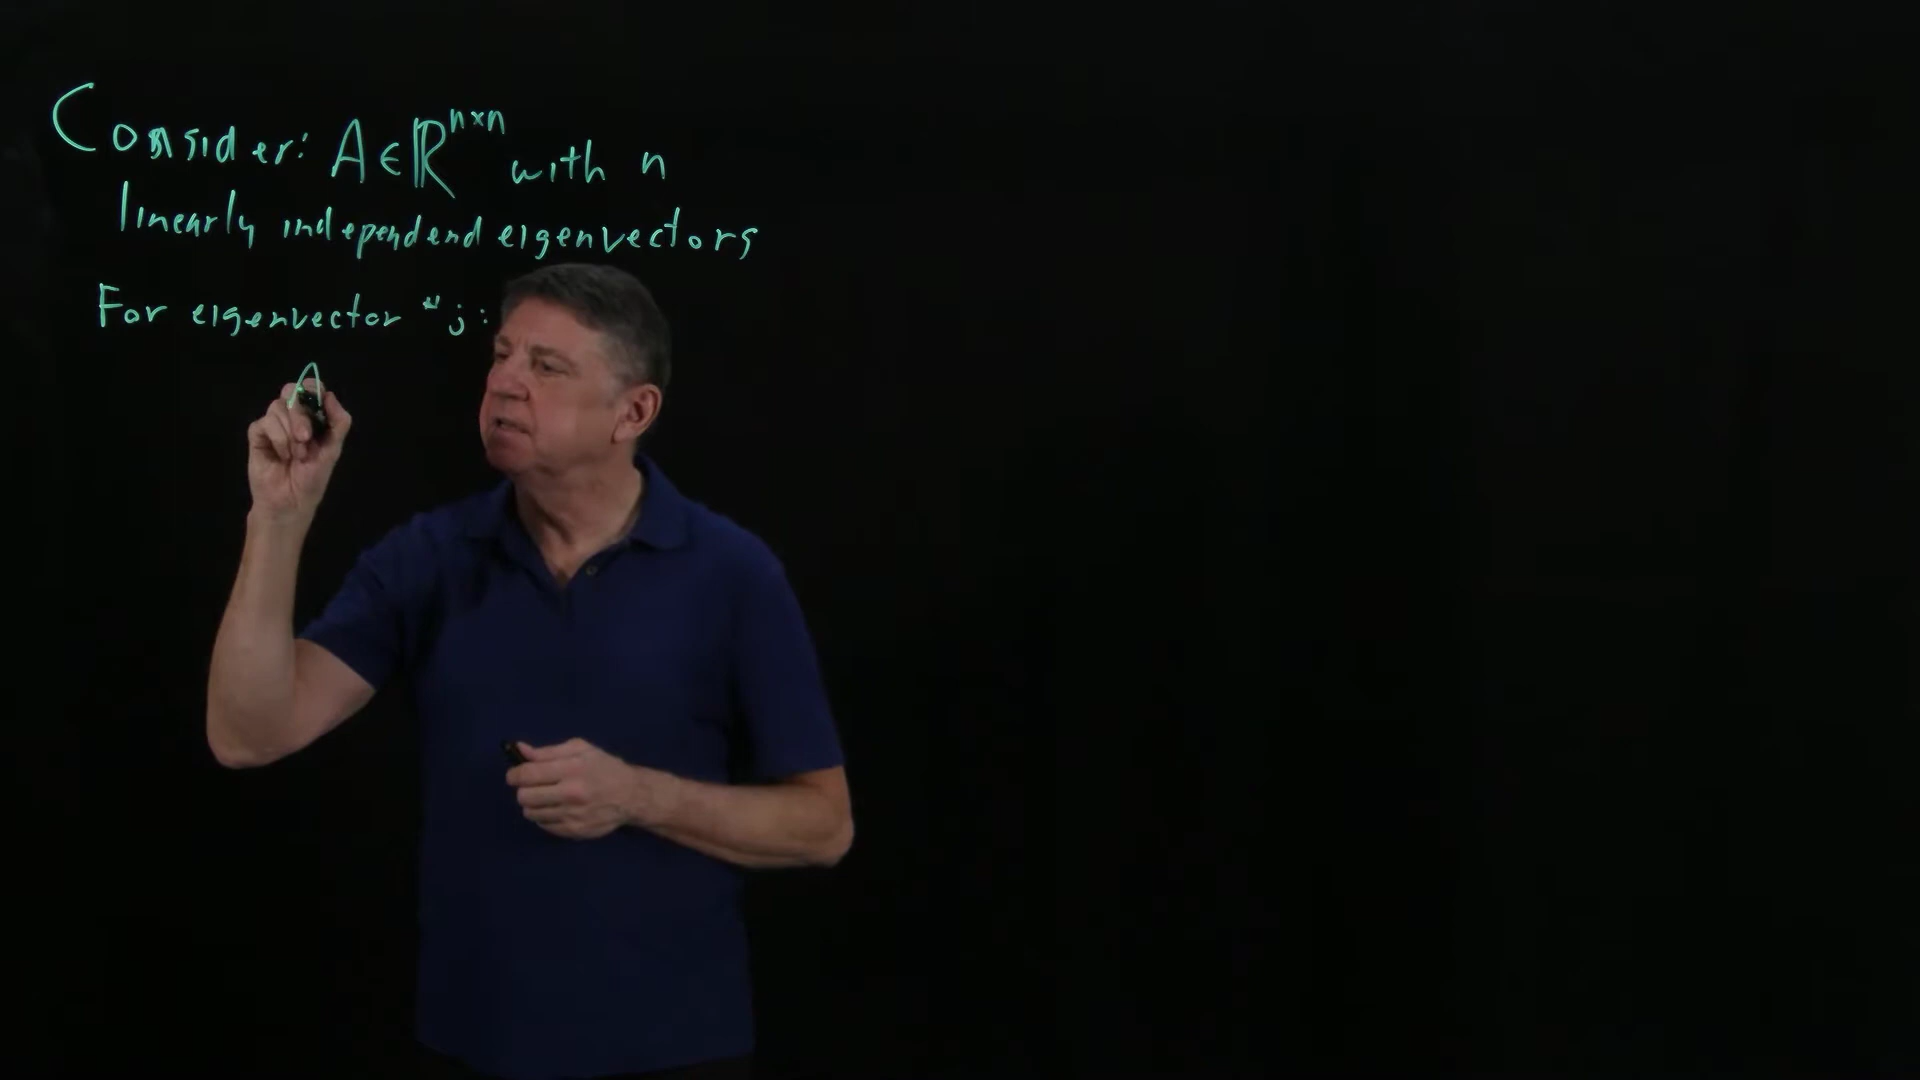 Consider: A∈ℝⁿˣⁿ with n
linearly independend eigenvectors
For eigenvector #j:
A